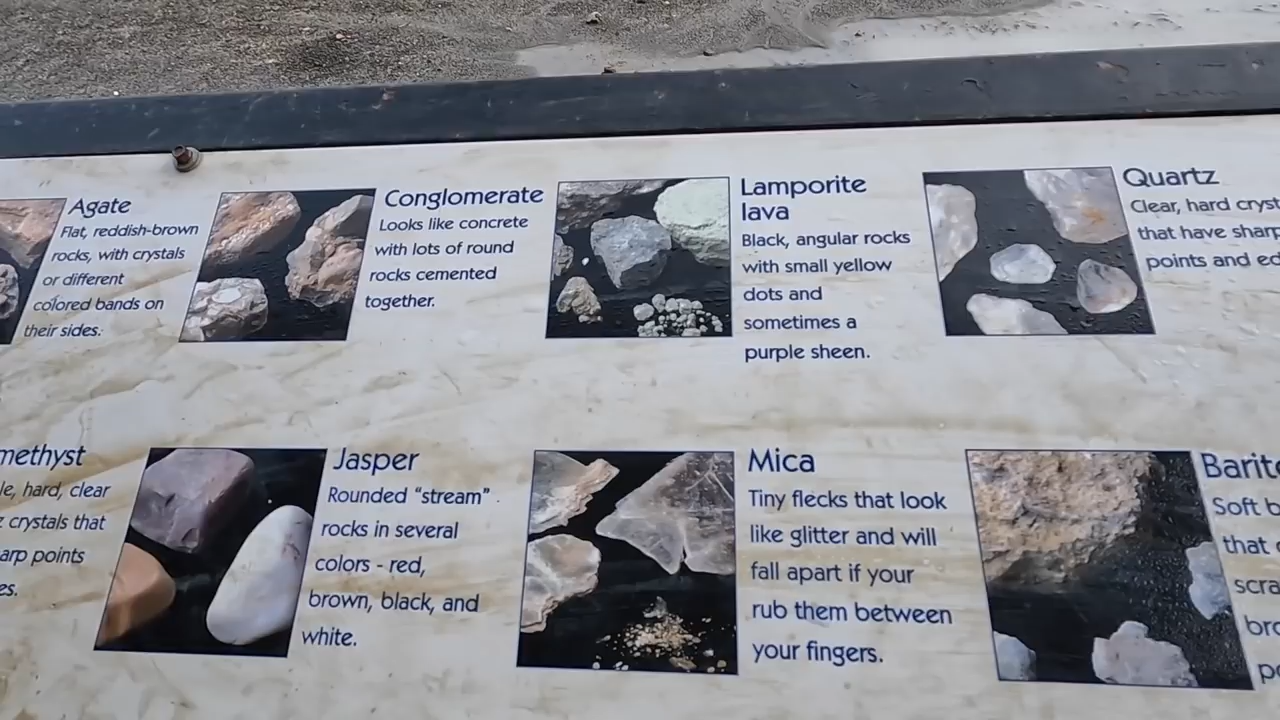 Agate
Flat, reddish-brown
rocks, with crystals
or different
colored bands on
their sides.
Conglomerate
Looks like concrete
with lots of round
rocks cemented
together.
Lamporite
lava
Black, angular rocks
with small yellow
dots and
sometimes a
purple sheen.
Quartz
Clear, hard cryst
that have sharp
points and ed
methyst
le, hard, clear
z crystals that
arp points
es.
Jasper
Rounded “stream”
rocks in several
colors - red,
brown, black, and
white.
Mica
Tiny flecks that look
like glitter and will
fall apart if your
rub them between
your fingers.
Barite
Soft b
that
scra
bro
po